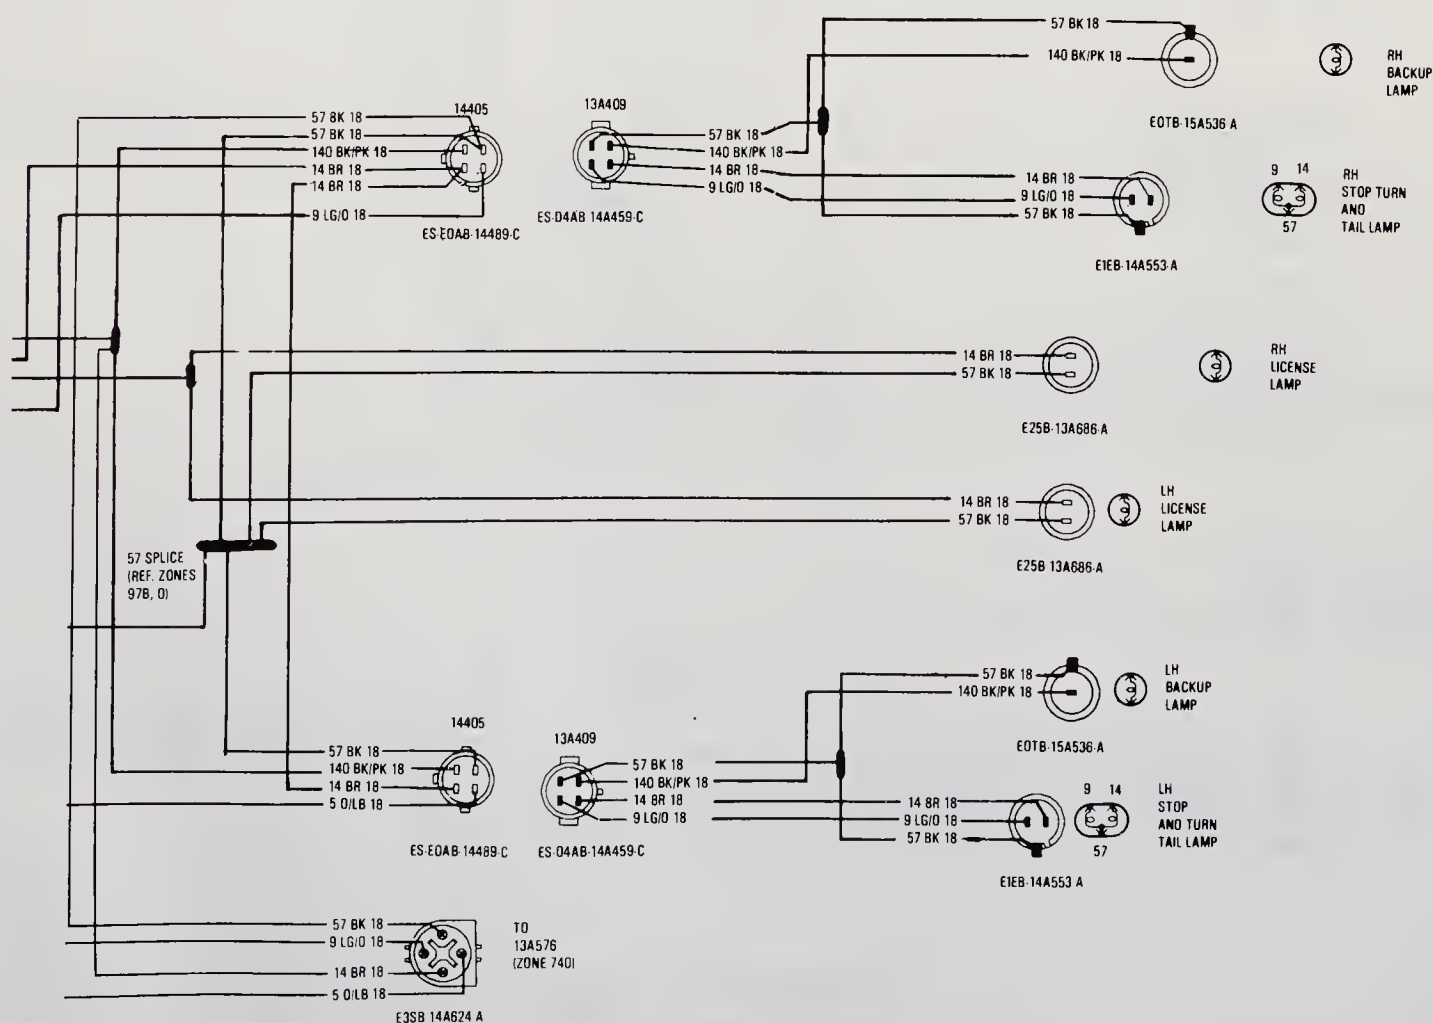 57 BK 18
140 BK/PK 18
RH
BACKUP
LAMP
EOTB-15A536 A
14405
13A409
57 BK 18
57 BK 18
140 BK/PK 18
14 BR 18
14 BR 18
9 LG/O 18
ES-EOAB-14489-C
57 BK 18
140 BK/PK 18
14 BR 18
9 LG/O 18
ES-D4AB 14A459-C
14 BR 18
9 LG/O 18
57 BK 18
E1EB-14A553-A
9 14
57
RH
STOP TURN
AND
TAIL LAMP
14 BR 18
57 BK 18
E25B-13A686-A
RH
LICENSE
LAMP
14 BR 18
57 BK 18
E25B 13A686-A
LH
LICENSE
LAMP
57 SPLICE
(REF. ZONES
97B, 0)
57 BK 18
140 BK/PK 18
LH
BACKUP
LAMP
EOTB-15A536-A
14405
13A409
57 BK 18
140 BK/PK 18
14 BR 18
5 O/LB 18
ES-EOAB-14489-C
57 BK 18
140 BK/PK 18
14 BR 18
9 LG/O 18
ES-04AB-14A459-C
14 BR 18
9 LG/O 18
57 BK 18
E1EB-14A553 A
9 14
57
LH
STOP
AND TURN
TAIL LAMP
57 BK 18
9 LG/O 18
14 BR 18
5 O/LB 18
E3SB 14A624 A
TO
13A576
(ZONE 740)